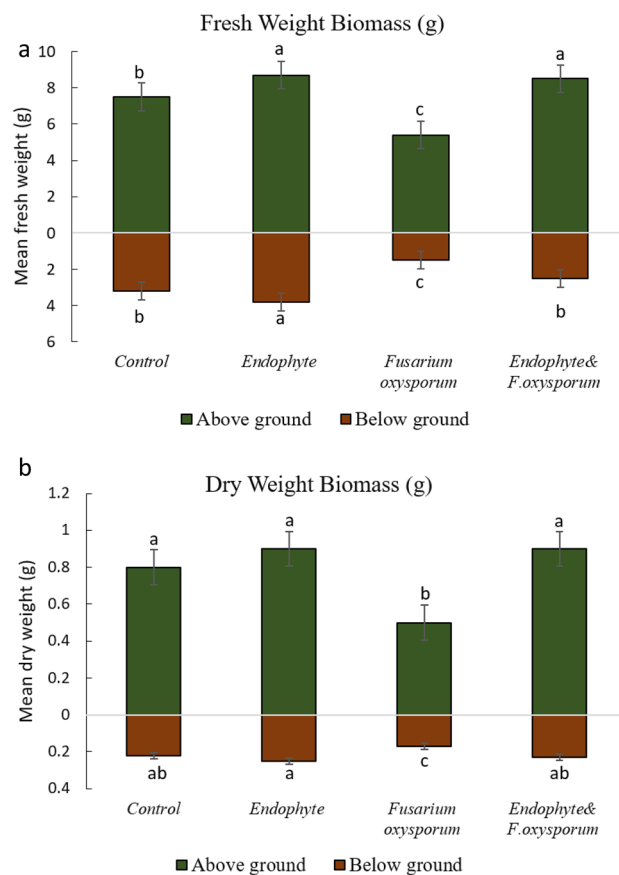 Fresh Weight Biomass (g)
a
Mean fresh weight (g)
10
8
6
4
2
0
2
4
6
b
a
c
a
b
a
c
b
Control
Endophyte
Fusarium
oxysporum
Endophyte&
F.oxysporum
Above ground
Below ground
b
Dry Weight Biomass (g)
Mean dry weight (g)
1.2
1
0.8
0.6
0.4
0.2
0
0.2
0.4
a
a
b
a
ab
a
c
ab
Control
Endophyte
Fusarium
oxysporum
Endophyte&
F.oxysporum
Above ground
Below ground